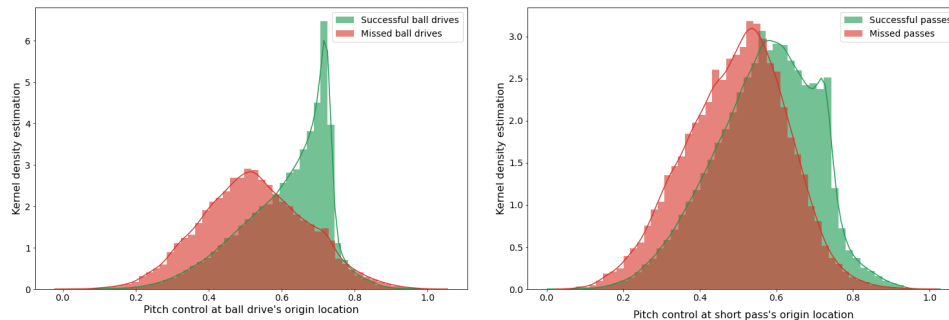 Successful ball drives
Missed ball drives
Kernel density estimation
6
5
4
3
2
1
0
0.0 0.2 0.4 0.6 0.8 1.0
Pitch control at ball drive's origin location
Successful passes
Missed passes
Kernel density estimation
3.0
2.5
2.0
1.5
1.0
0.5
0.0
0.0 0.2 0.4 0.6 0.8 1.0
Pitch control at short pass's origin location